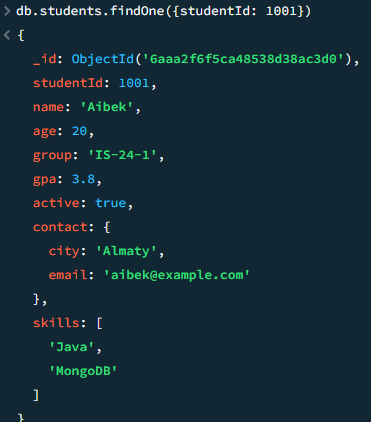 > db.students.findOne({studentId: 1001})
< {
_id: ObjectId('6aaa2f6f5ca48538d38ac3d0'),
studentId: 1001,
name: 'Aibek',
age: 20,
group: 'IS-24-1',
gpa: 3.8,
active: true,
contact: {
city: 'Almaty',
email: 'aibek@example.com'
},
skills: [
'Java',
'MongoDB'
]
}